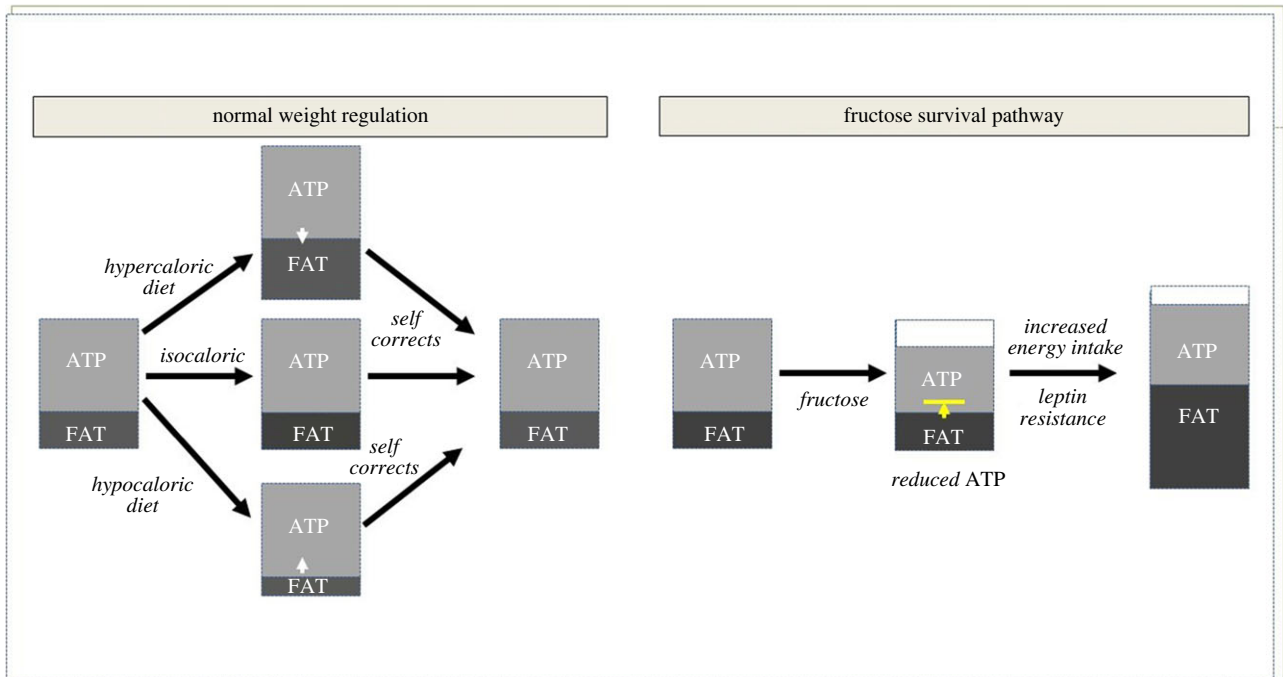 normal weight regulation
ATP
FAT
hypercaloric
diet
ATP
FAT
isocaloric
ATP
FAT
self
corrects
ATP
FAT
hypocaloric
diet
self
corrects
ATP
FAT
fructose survival pathway
ATP
FAT
fructose
ATP
FAT
reduced ATP
increased
energy intake
leptin
resistance
ATP
FAT